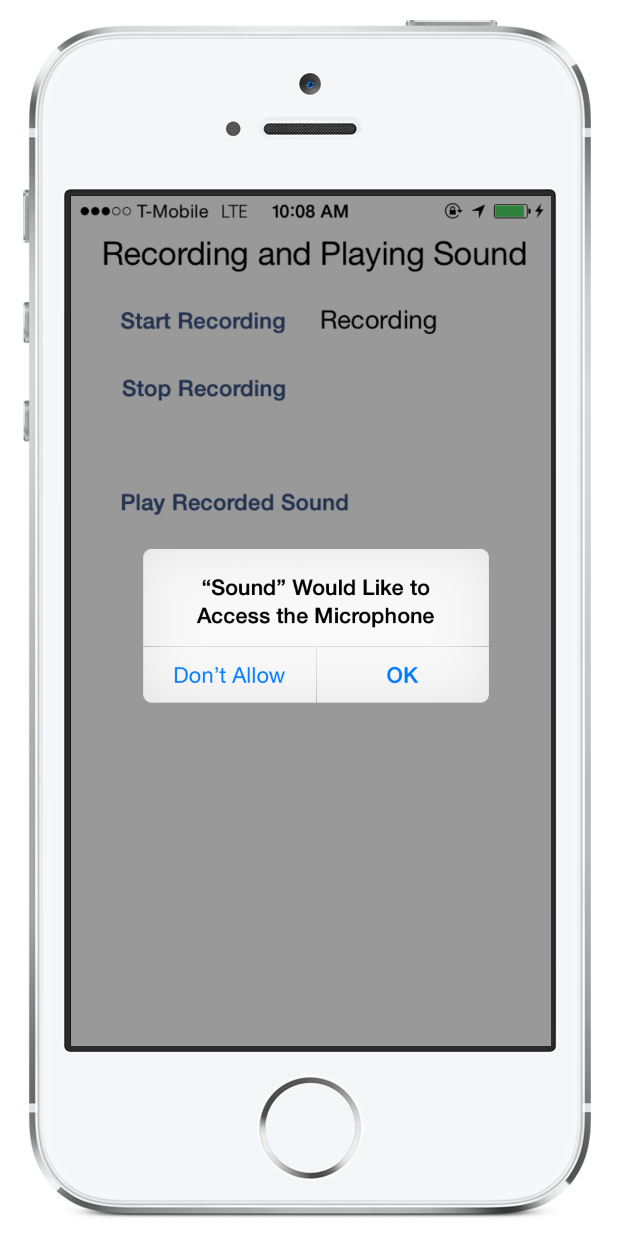 T-Mobile LTE 10:08 AM
Recording and Playing Sound
Start Recording Recording
Stop Recording
Play Recorded Sound
“Sound” Would Like to
Access the Microphone
Don’t Allow OK